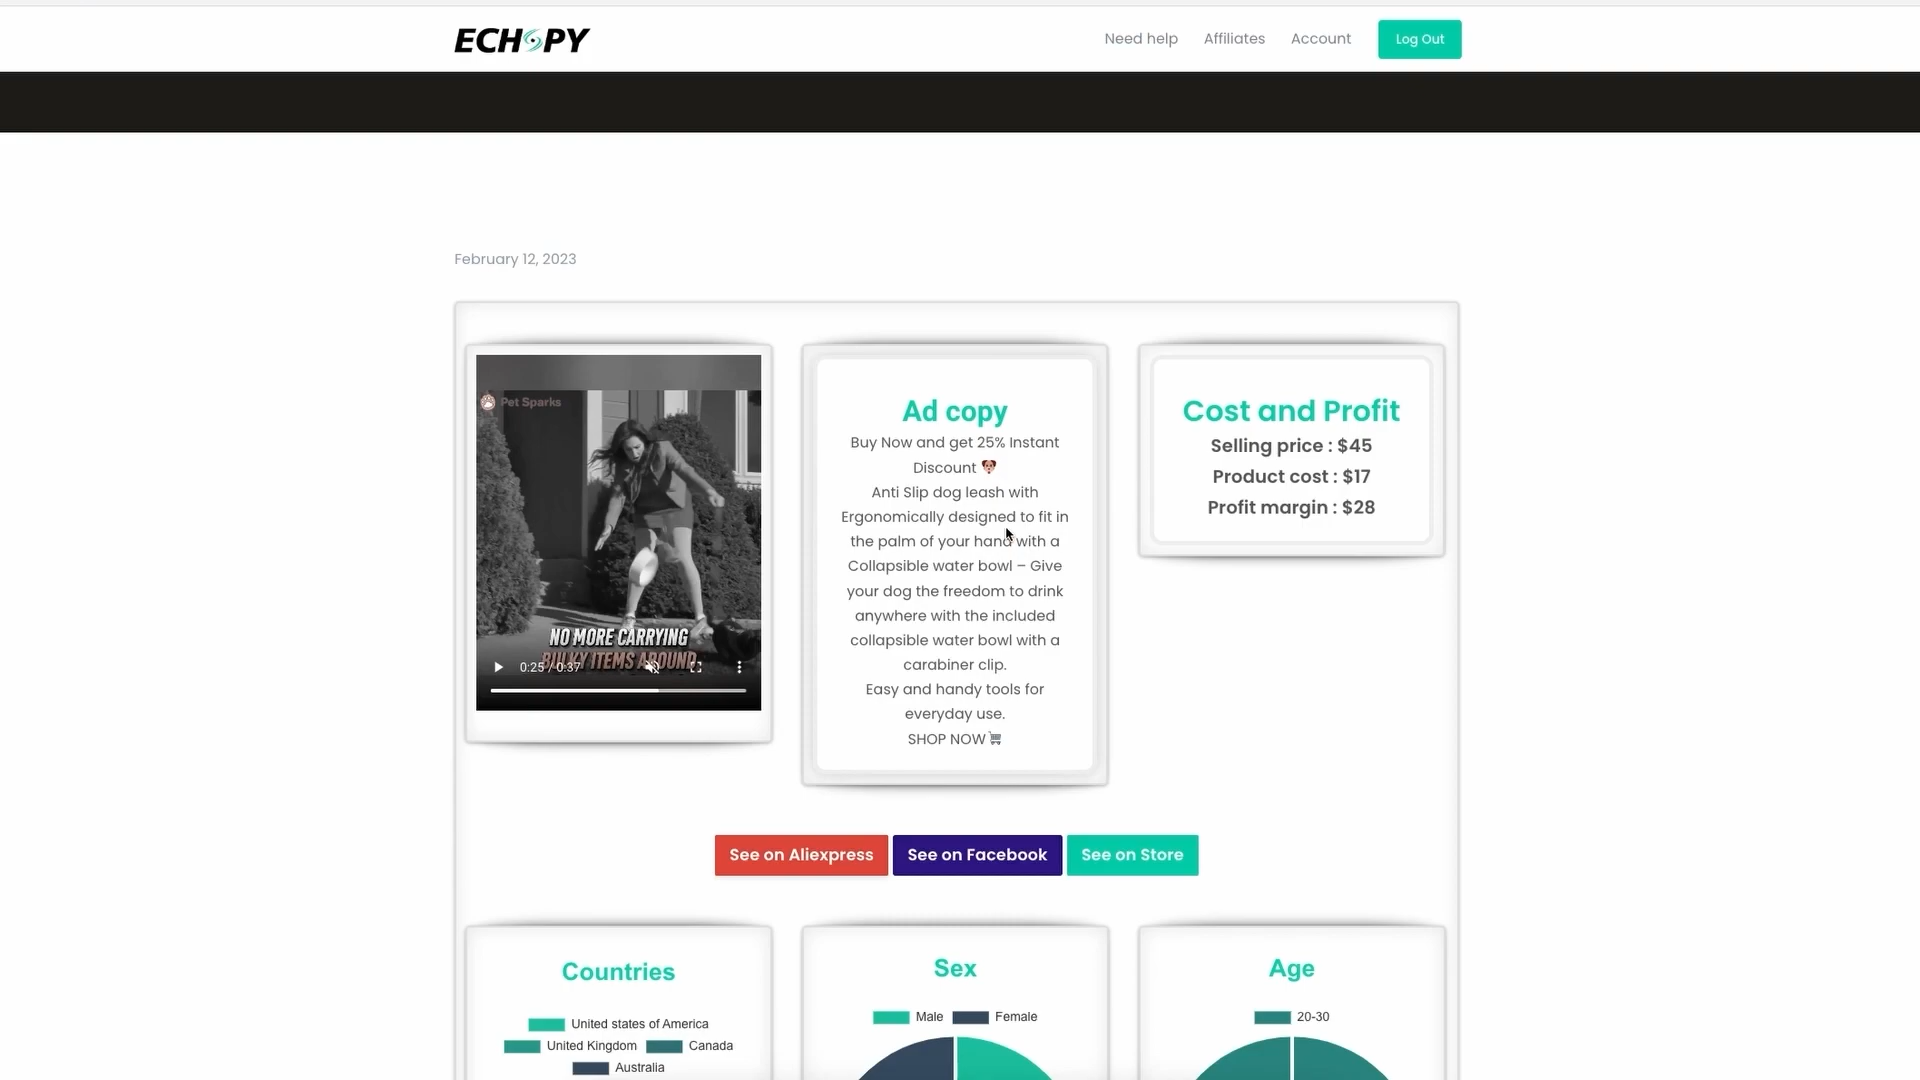 ECHSPY
Need help
Affiliates
Account
Log Out
February 12, 2023
Pet Sparks
NO MORE CARRYING
BULKY ITEMS AROUND
0:25 / 0:37
Ad copy
Buy Now and get 25% Instant
Discount 🐶
Anti Slip dog leash with
Ergonomically designed to fit in
the palm of your hand with a
Collapsible water bowl – Give
your dog the freedom to drink
anywhere with the included
collapsible water bowl with a
carabiner clip.
Easy and handy tools for
everyday use.
SHOP NOW🛒
Cost and Profit
Selling price : $45
Product cost : $17
Profit margin : $28
See on Aliexpress
See on Facebook
See on Store
Countries
United states of America
United Kingdom
Canada
Australia
Sex
Male
Female
Age
20-30